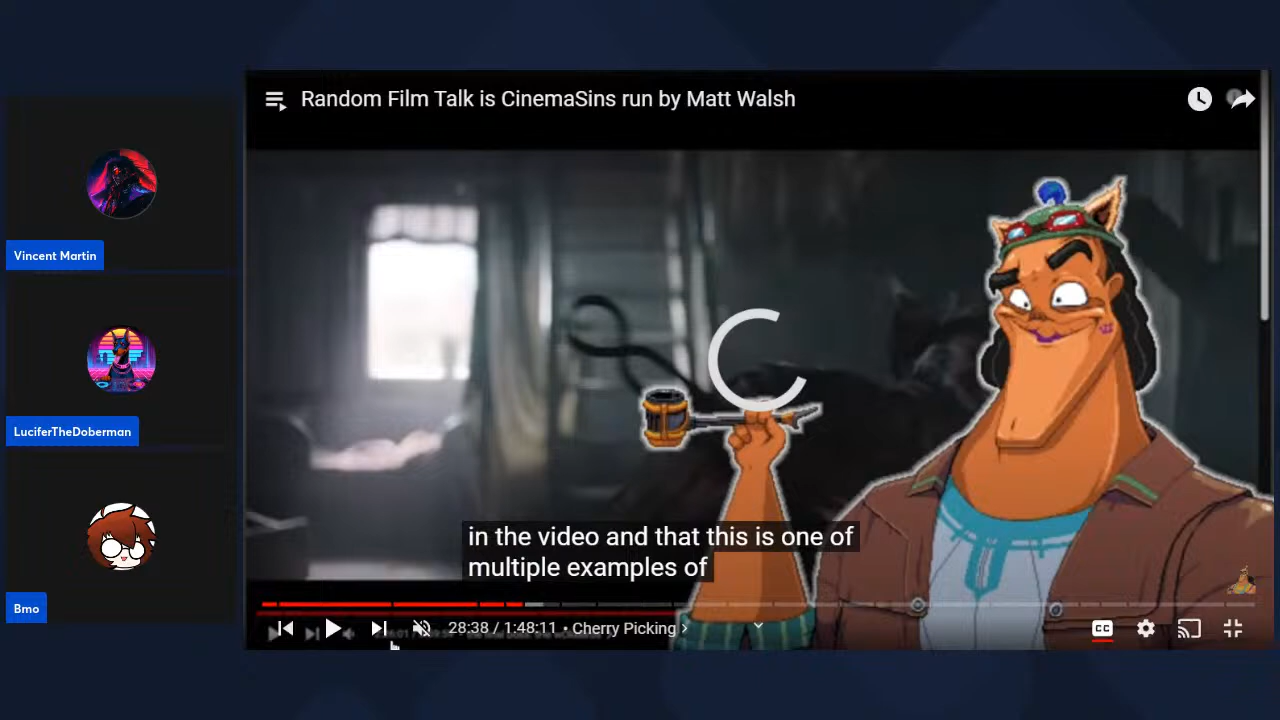 Random Film Talk is CinemaSins run by Matt Walsh
Vincent Martin
LuciferTheDoberman
Bmo
in the video and that this is one of
multiple examples of
28:38 / 1:48:11 • Cherry Picking
CC